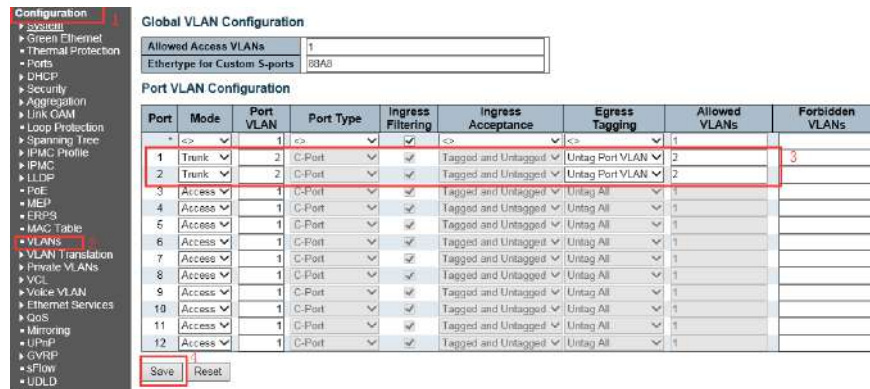 Configuration 1
System
Green Ethernet
Thermal Protection
Ports
DHCP
Security
Aggregation
Link OAM
Loop Protection
Spanning Tree
IPMC Profile
IPMC
LLDP
PoE
MEP
ERPS
MAC Table
VLANs
VLAN Translation
Private VLANs
VCL
Voice VLAN
Ethernet Services
QoS
Mirroring
UPnP
GVRP
sFlow
UDLD
Global VLAN Configuration
Allowed Access VLANs 1
Ethertype for Custom S-ports 88A8
Port VLAN Configuration
Port Mode Port VLAN Port Type Ingress Filtering Ingress Acceptance Egress Tagging Allowed VLANs Forbidden VLANs
* <> 1 <> <> <> 1
1 Trunk 2 C-Port Tagged and Untagged Untag Port VLAN 2 3
2 Trunk 2 C-Port Tagged and Untagged Untag Port VLAN 2
3 Access 1 C-Port Tagged and Untagged Untag All 1
4 Access 1 C-Port Tagged and Untagged Untag All 1
5 Access 1 C-Port Tagged and Untagged Untag All 1
6 Access 1 C-Port Tagged and Untagged Untag All 1
7 Access 1 C-Port Tagged and Untagged Untag All 1
8 Access 1 C-Port Tagged and Untagged Untag All 1
9 Access 1 C-Port Tagged and Untagged Untag All 1
10 Access 1 C-Port Tagged and Untagged Untag All 1
11 Access 1 C-Port Tagged and Untagged Untag All 1
12 Access 1 C-Port Tagged and Untagged Untag All 1
4
Save Reset